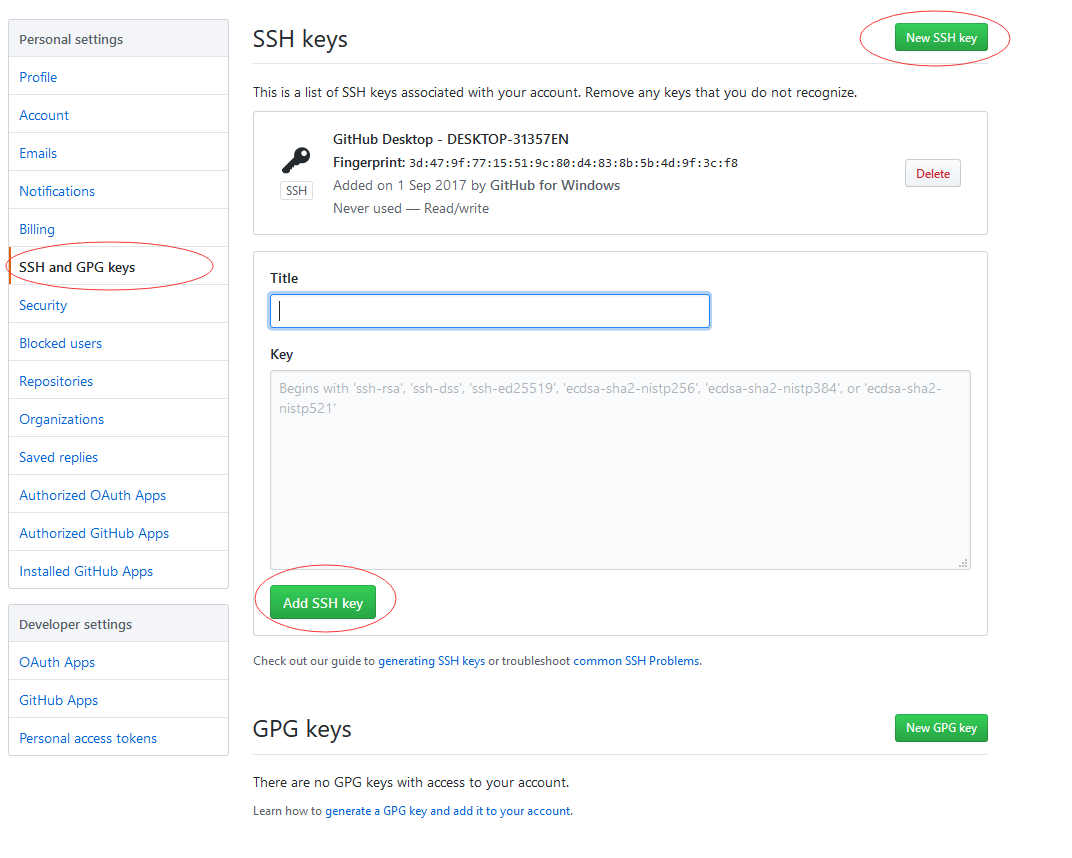 Personal settings
Profile
Account
Emails
Notifications
Billing
SSH and GPG keys
Security
Blocked users
Repositories
Organizations
Saved replies
Authorized OAuth Apps
Authorized GitHub Apps
Installed GitHub Apps
Developer settings
OAuth Apps
GitHub Apps
Personal access tokens
SSH keys
New SSH key
This is a list of SSH keys associated with your account. Remove any keys that you do not recognize.
GitHub Desktop - DESKTOP-31357EN
Fingerprint: 3d:47:9f:77:15:51:9c:80:d4:83:8b:5b:4d:9f:3c:f8
Added on 1 Sep 2017 by GitHub for Windows
Never used — Read/write
SSH
Delete
Title
Key
Begins with 'ssh-rsa', 'ssh-dss', 'ssh-ed25519', 'ecdsa-sha2-nistp256', 'ecdsa-sha2-nistp384', or 'ecdsa-sha2-
nistp521'
Add SSH key
Check out our guide to generating SSH keys or troubleshoot common SSH Problems.
GPG keys
New GPG key
There are no GPG keys with access to your account.
Learn how to generate a GPG key and add it to your account.